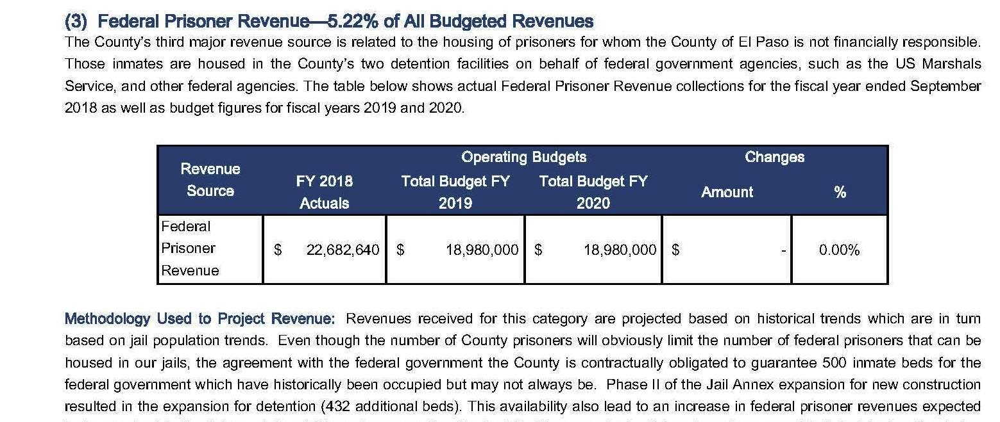 (3) Federal Prisoner Revenue—5.22% of All Budgeted Revenues
The County's third major revenue source is related to the housing of prisoners for whom the County of El Paso is not financially responsible.
Those inmates are housed in the County's two detention facilities on behalf of federal government agencies, such as the US Marshals
Service, and other federal agencies. The table below shows actual Federal Prisoner Revenue collections for the fiscal year ended September
2018 as well as budget figures for fiscal years 2019 and 2020.
Operating Budgets Changes
Revenue
Source
FY 2018
Actuals
Total Budget FY
2019
Total Budget FY
2020
Amount
%
Federal
Prisoner
Revenue
$ 22,682,640 $ 18,980,000 $ 18,980,000 $ - 0.00%
Methodology Used to Project Revenue: Revenues received for this category are projected based on historical trends which are in turn
based on jail population trends. Even though the number of County prisoners will obviously limit the number of federal prisoners that can be
housed in our jails, the agreement with the federal government the County is contractually obligated to guarantee 500 inmate beds for the
federal government which have historically been occupied but may not always be. Phase II of the Jail Annex expansion for new construction
resulted in the expansion for detention (432 additional beds). This availability also lead to an increase in federal prisoner revenues expected